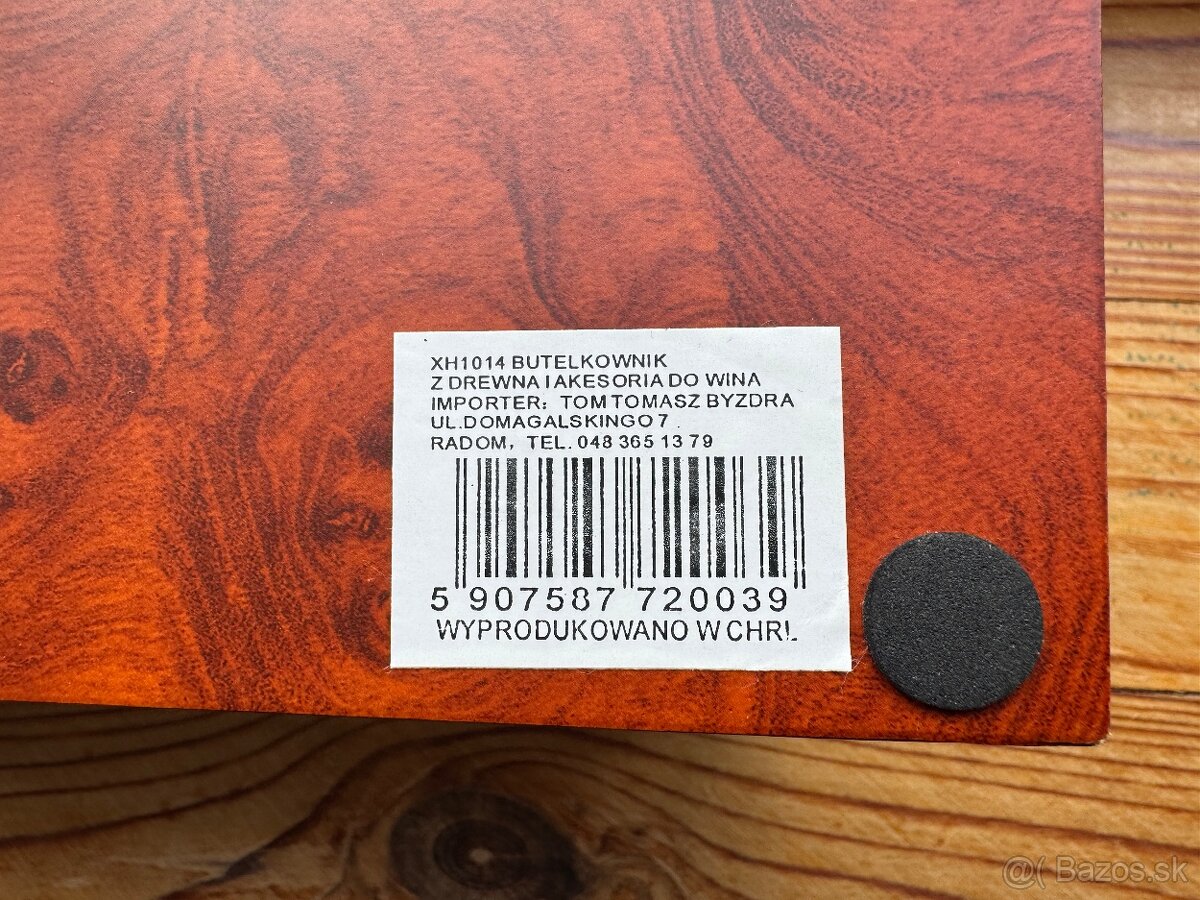 XH1014 BUTELKOWNIK
Z DREWNA I AKESORIA DO WINA
IMPORTER: TOM TOMASZ BYZDRA
UL.DOMAGALSKINGO 7
RADOM, TEL. 048 365 13 79
5 907587 720039
WYPRODUKOWANO W CHRL
@( Bazos.sk